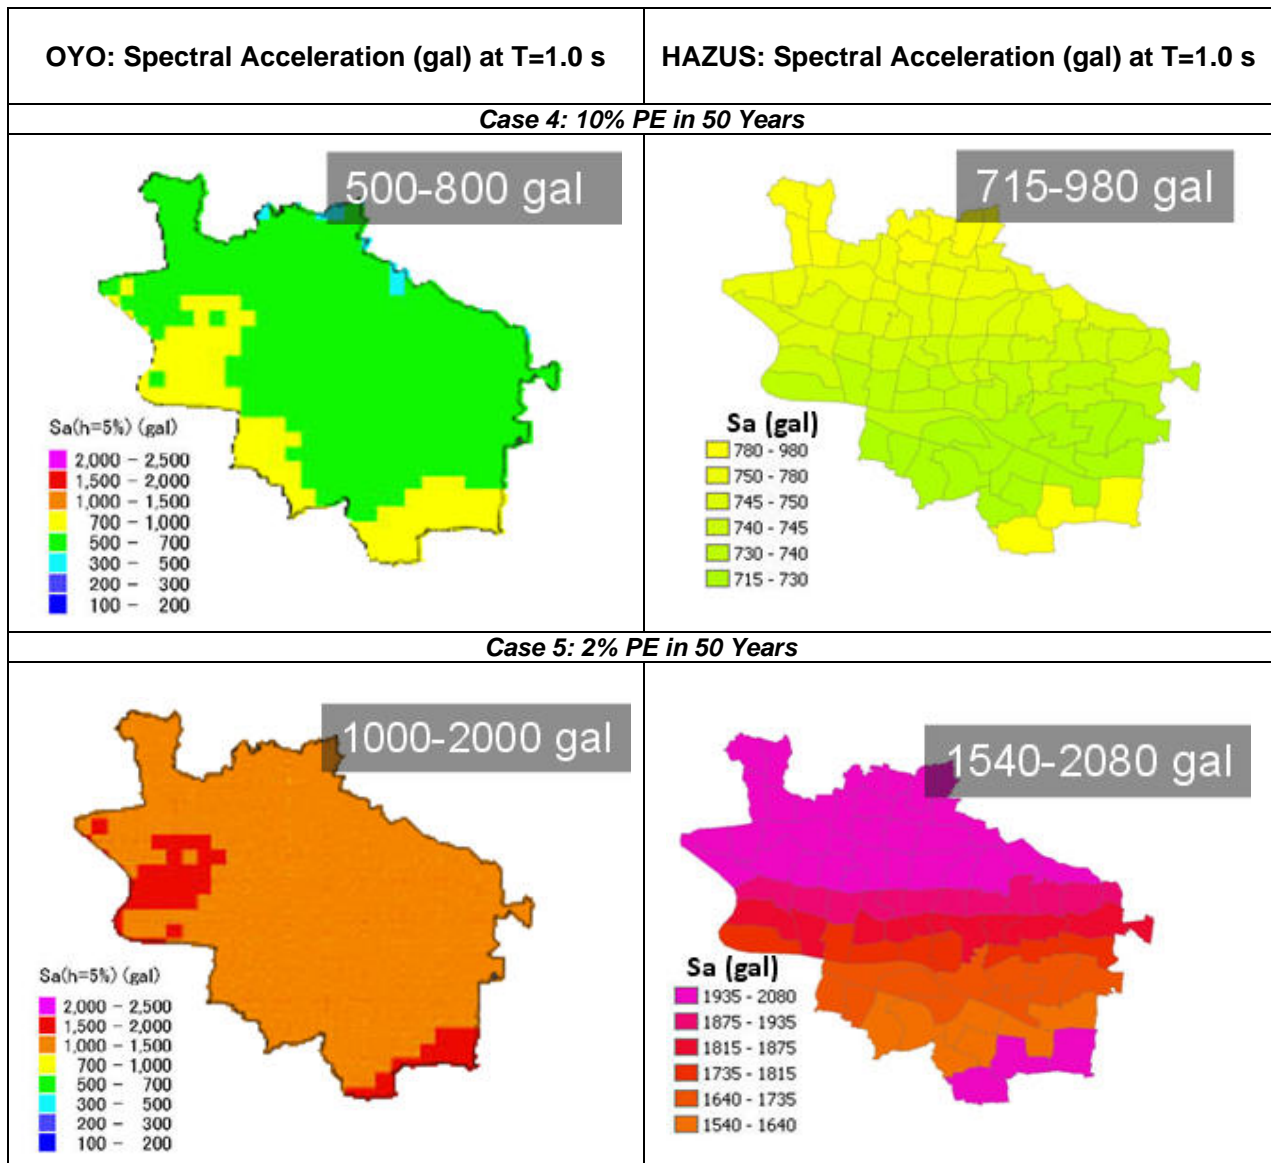 OYO: Spectral Acceleration (gal) at T=1.0 s
HAZUS: Spectral Acceleration (gal) at T=1.0 s
Case 4: 10% PE in 50 Years
500-800 gal
Sa(h=5%) (gal)
2,000 - 2,500
1,500 - 2,000
1,000 - 1,500
700 - 1,000
500 - 700
300 - 500
200 - 300
100 - 200
715-980 gal
Sa (gal)
780 - 980
750 - 780
745 - 750
740 - 745
730 - 740
715 - 730
Case 5: 2% PE in 50 Years
1000-2000 gal
Sa(h=5%) (gal)
2,000 - 2,500
1,500 - 2,000
1,000 - 1,500
700 - 1,000
500 - 700
300 - 500
200 - 300
100 - 200
1540-2080 gal
Sa (gal)
1935 - 2080
1875 - 1935
1815 - 1875
1735 - 1815
1640 - 1735
1540 - 1640